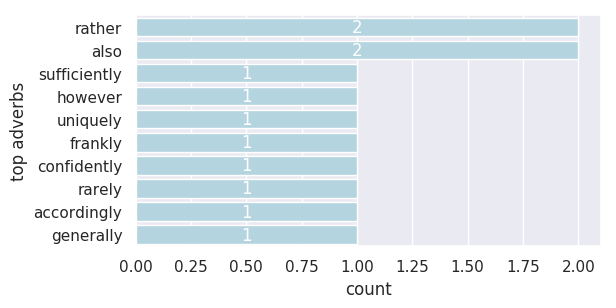 top adverbs
rather 2
also 2
sufficiently 1
however 1
uniquely 1
frankly 1
confidently 1
rarely 1
accordingly 1
generally 1
0.00 0.25 0.50 0.75 1.00 1.25 1.50 1.75 2.00
count